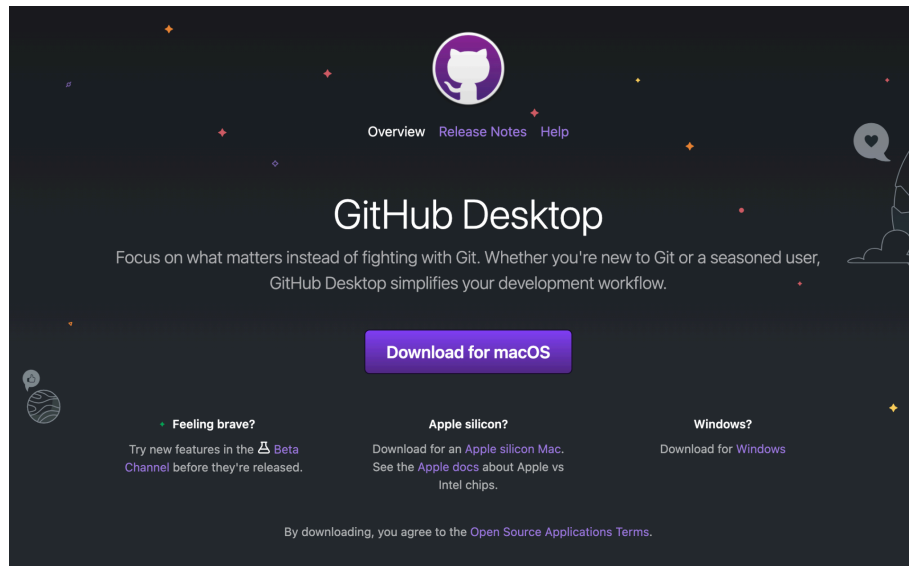 Overview Release Notes Help
GitHub Desktop
Focus on what matters instead of fighting with Git. Whether you're new to Git or a seasoned user,
GitHub Desktop simplifies your development workflow.
Download for macOS
Feeling brave?
Try new features in the Beta
Channel before they're released.
Apple silicon?
Download for an Apple silicon Mac.
See the Apple docs about Apple vs
Intel chips.
Windows?
Download for Windows
By downloading, you agree to the Open Source Applications Terms.